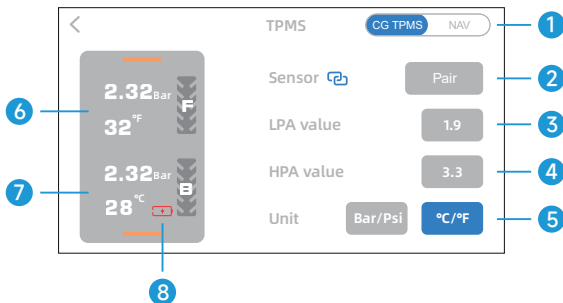 TPMS CG TPMS NAV 1
2.32Bar F Sensor Pair 2
6 32°F LPA value 1.9 3
2.32Bar B HPA value 3.3 4
7 28°C Unit Bar/Psi °C/°F 5
8